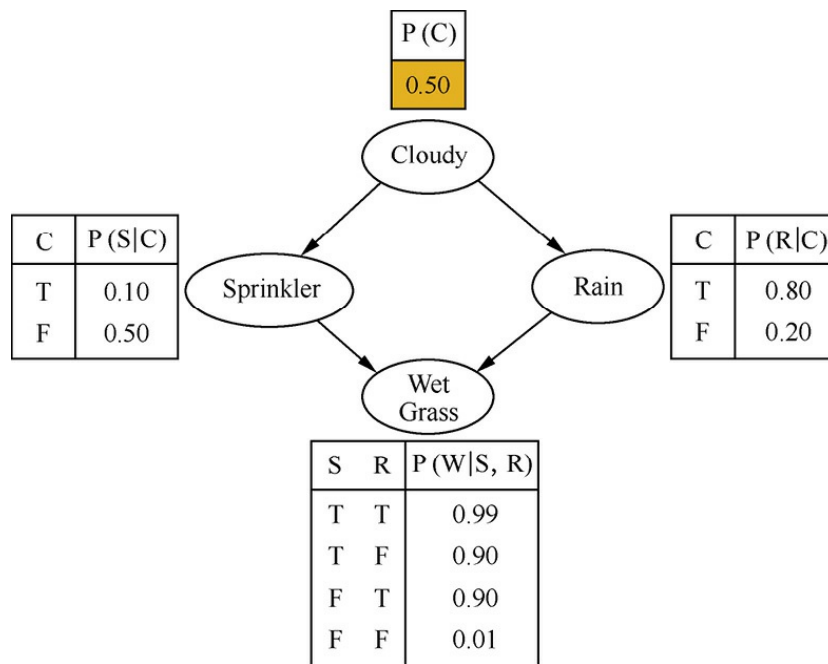 P (C)
0.50
Cloudy
C P (S|C)
T 0.10
F 0.50
Sprinkler
Rain
C P (R|C)
T 0.80
F 0.20
Wet
Grass
S R P (W|S, R)
T T 0.99
T F 0.90
F T 0.90
F F 0.01